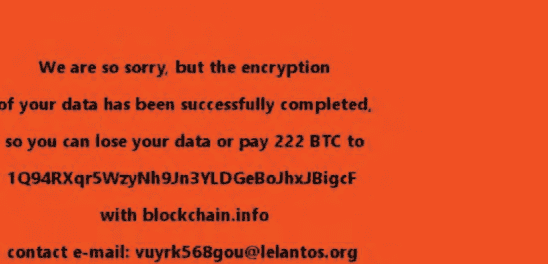 We are so sorry, but the encryption
of your data has been successfully completed,
so you can lose your data or pay 222 BTC to
1Q94RXqr5WzyNh9Jn3YLDGeBoJhxJBigcF
with blockchain.info
contact e-mail: vuyrk568gou@lelantos.org